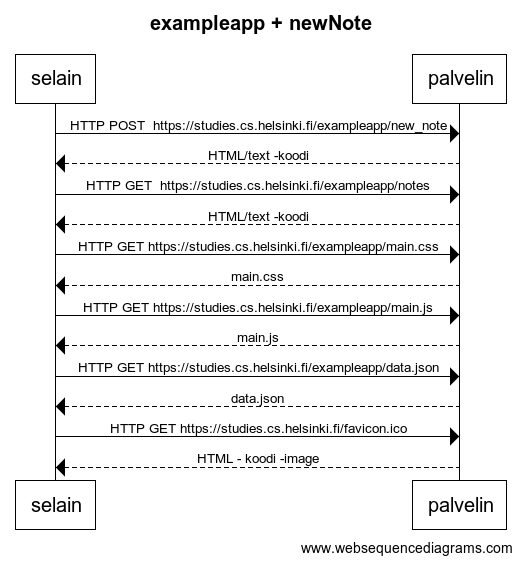 exampleapp + newNote
selain palvelin
HTTP POST  https://studies.cs.helsinki.fi/exampleapp/new_note
HTML/text -koodi
HTTP GET  https://studies.cs.helsinki.fi/exampleapp/notes
HTML/text -koodi
HTTP GET https://studies.cs.helsinki.fi/exampleapp/main.css
main.css
HTTP GET https://studies.cs.helsinki.fi/exampleapp/main.js
main.js
HTTP GET https://studies.cs.helsinki.fi/exampleapp/data.json
data.json
HTTP GET https://studies.cs.helsinki.fi/favicon.ico
HTML - koodi -image
selain palvelin
www.websequencediagrams.com